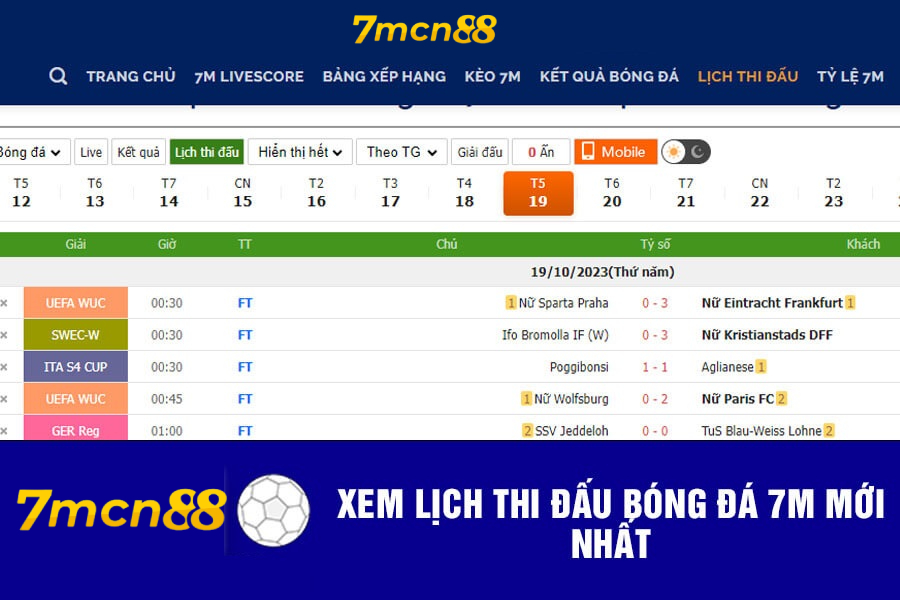 7mcn88
TRANG CHỦ 7M LIVESCORE BẢNG XẾP HẠNG KÈO 7M KẾT QUẢ BÓNG ĐÁ LỊCH THI ĐẤU TỶ LỆ 7M
Bóng đá Live Kết quả Lịch thi đấu Hiển thị hết Theo TG Giải đấu 0 Ẩn Mobile
T5 T6 T7 CN T2 T3 T4 T5 T6 T7 CN T2
12 13 14 15 16 17 18 19 20 21 22 23
Giải Giờ TT Chủ Tỷ số Khách
19/10/2023(Thứ năm)
UEFA WUC 00:30 FT 1 Nữ Sparta Praha 0 - 3 Nữ Eintracht Frankfurt 1
SWEC-W 00:30 FT Ifo Bromolla IF (W) 0 - 3 Nữ Kristianstads DFF
ITA S4 CUP 00:30 FT Poggibonsi 1 - 1 Aglianese 1
UEFA WUC 00:45 FT 1 Nữ Wolfsburg 0 - 2 Nữ Paris FC 2
GER Reg 01:00 FT 2 SSV Jeddeloh 0 - 0 TuS Blau-Weiss Lohne 2
7mcn88
XEM LỊCH THI ĐẤU BÓNG ĐÁ 7M MỚI
NHẤT